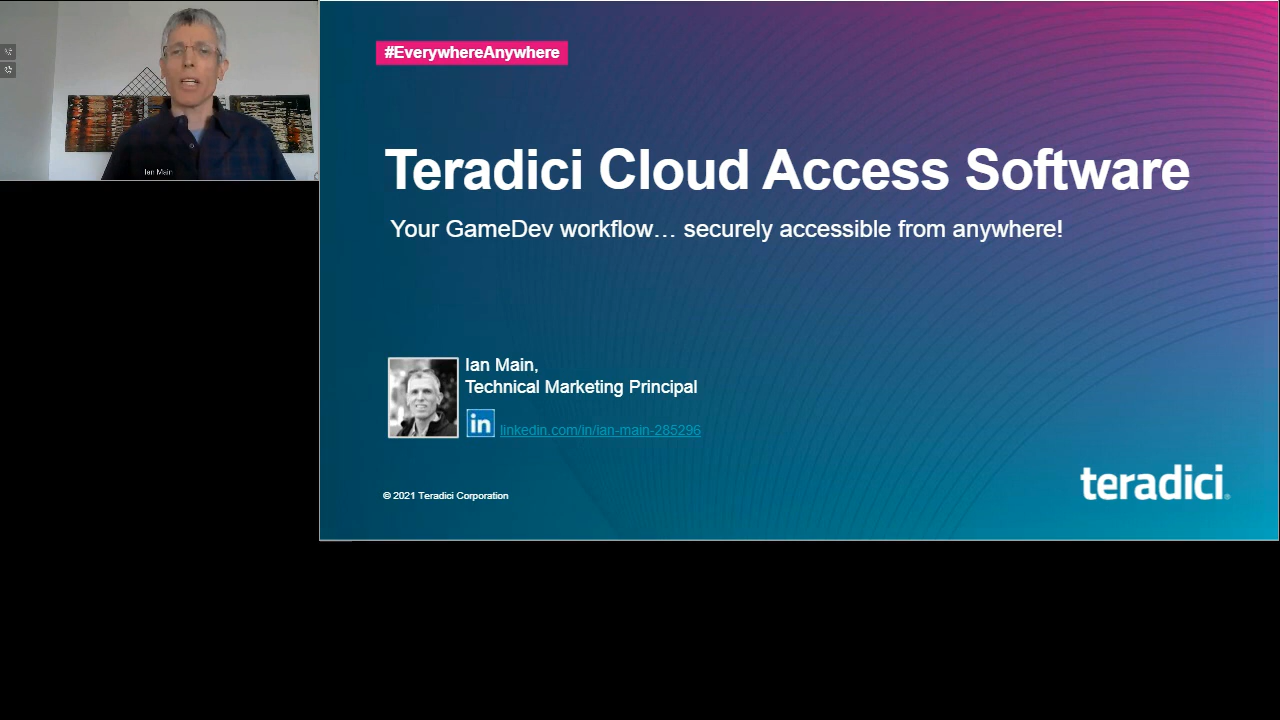 Ian Main
#EverywhereAnywhere
Teradici Cloud Access Software
Your GameDev workflow… securely accessible from anywhere!
Ian Main,
Technical Marketing Principal
in
linkedin.com/in/ian-main-285296
© 2021 Teradici Corporation
teradici